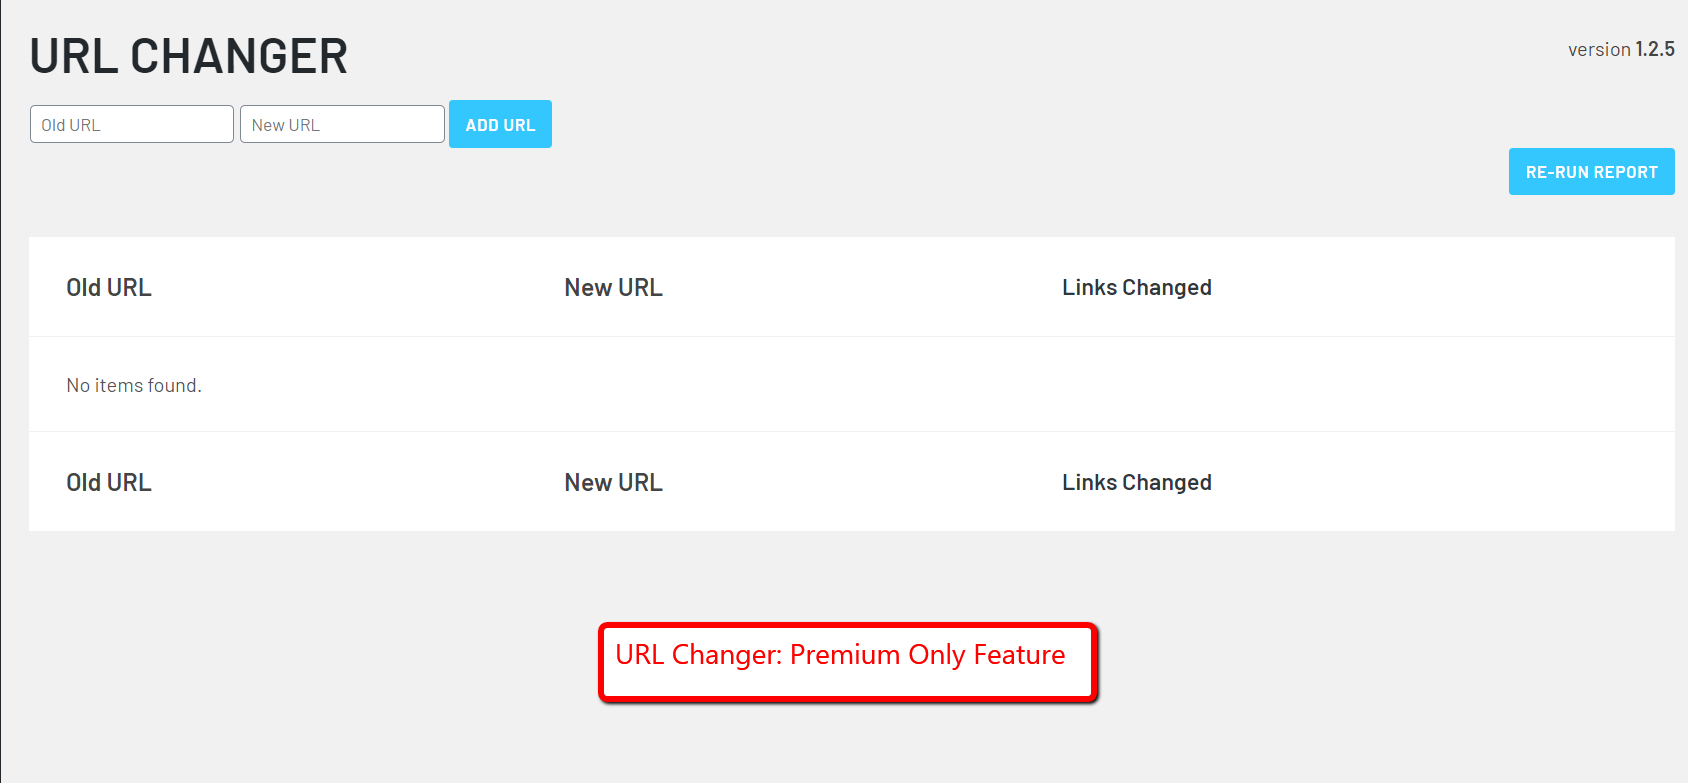 URL CHANGER
version 1.2.5
Old URL New URL ADD URL
RE-RUN REPORT
Old URL New URL Links Changed
No items found.
Old URL New URL Links Changed
URL Changer: Premium Only Feature